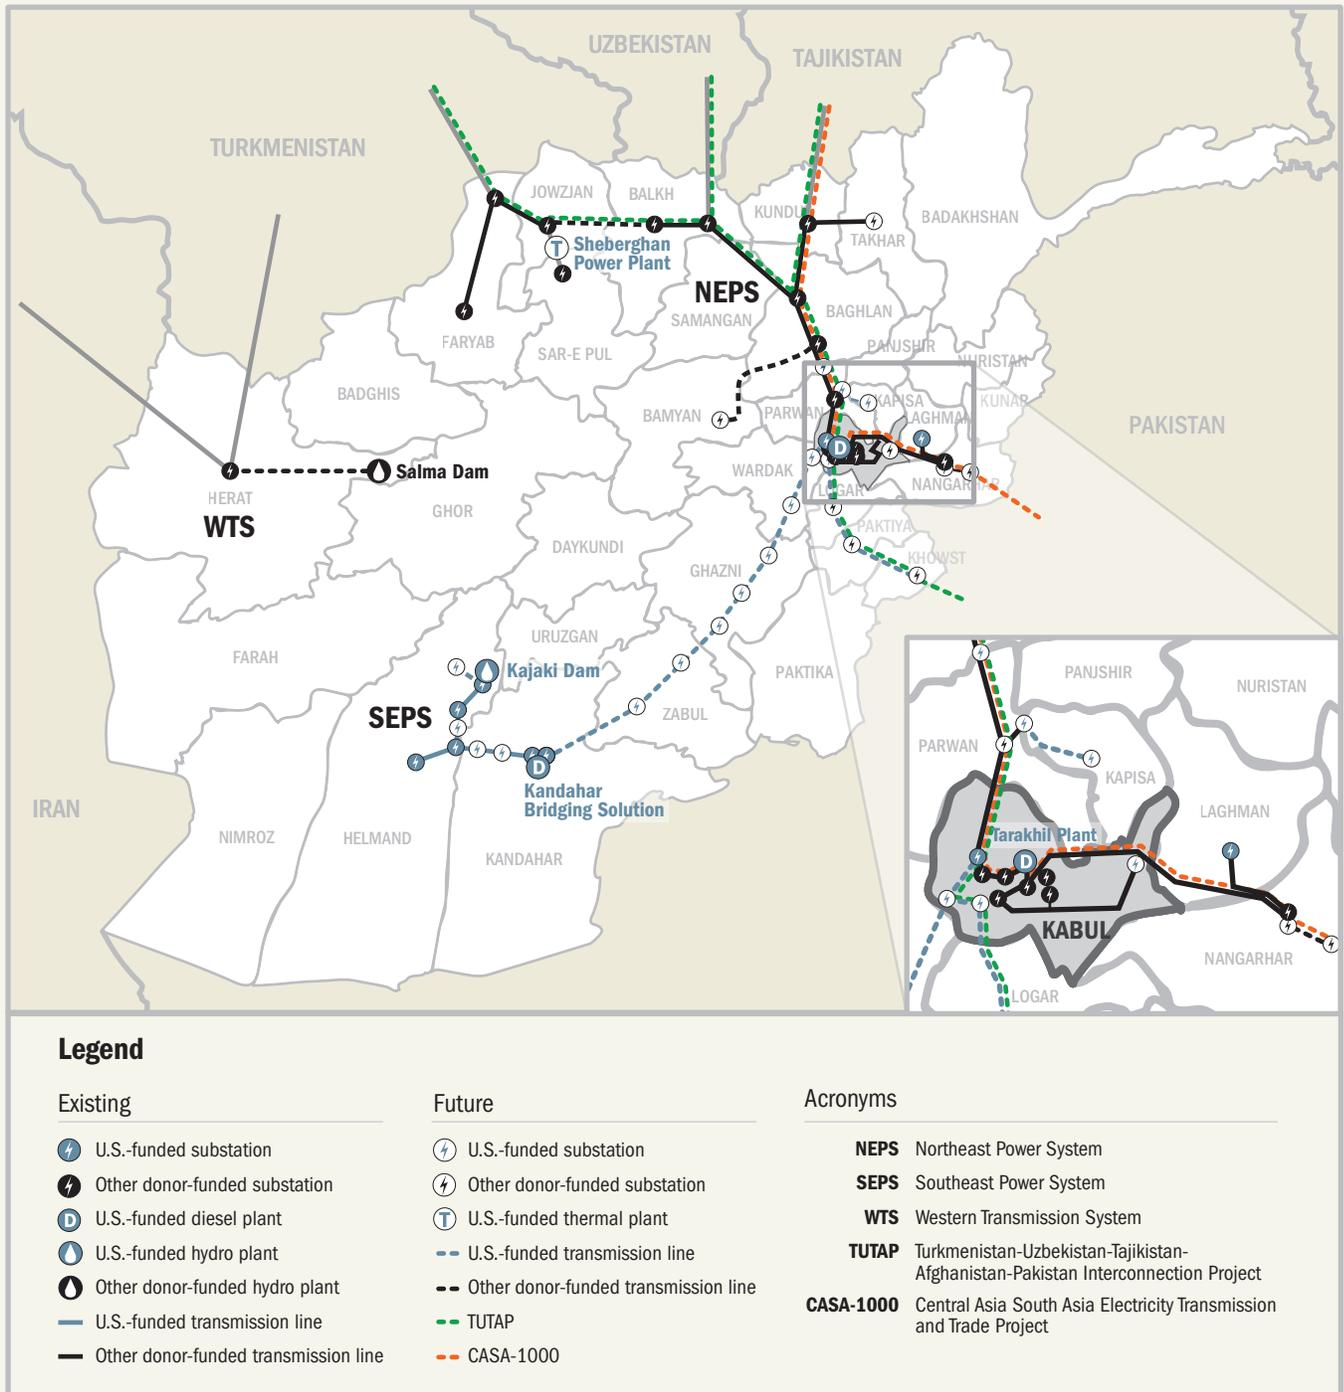 UZBEKISTAN
TAJIKISTAN
TURKMENISTAN
JOWZJAN
BALKH
KUNDU
BADAKHSHAN
TAKHAR
T
Sheberghan
Power Plant
NEPS
SAMANGAN
BAGHLAN
FARYAB
SAR-E PUL
PANJSHIR
NURISTAN
BADGHIS
KUNAR
KAPISA
BAMYAN
PARWAN
LAGHMAN
PAKISTAN
D
Salma Dam
WARDAK
NANGARHAR
HERAT
LOGAR
WTS
GHOR
PAKTIYA
DAYKUNDI
KHOWST
GHAZNI
URUZGAN
FARAH
Kajaki Dam
PAKTIKA
SEPS
ZABUL
D
Kandahar
Bridging Solution
IRAN
NIMROZ
HELMAND
KANDAHAR
PANJSHIR
NURISTAN
PARWAN
KAPISA
LAGHMAN
Tarakhil Plant
D
KABUL
NANGARHAR
LOGAR
Legend
Existing
U.S.-funded substation
Other donor-funded substation
D U.S.-funded diesel plant
U.S.-funded hydro plant
Other donor-funded hydro plant
U.S.-funded transmission line
Other donor-funded transmission line
Future
U.S.-funded substation
Other donor-funded substation
T U.S.-funded thermal plant
U.S.-funded transmission line
Other donor-funded transmission line
TUTAP
CASA-1000
Acronyms
NEPS Northeast Power System
SEPS Southeast Power System
WTS Western Transmission System
TUTAP Turkmenistan-Uzbekistan-Tajikistan-
Afghanistan-Pakistan Interconnection Project
CASA-1000 Central Asia South Asia Electricity Transmission
and Trade Project